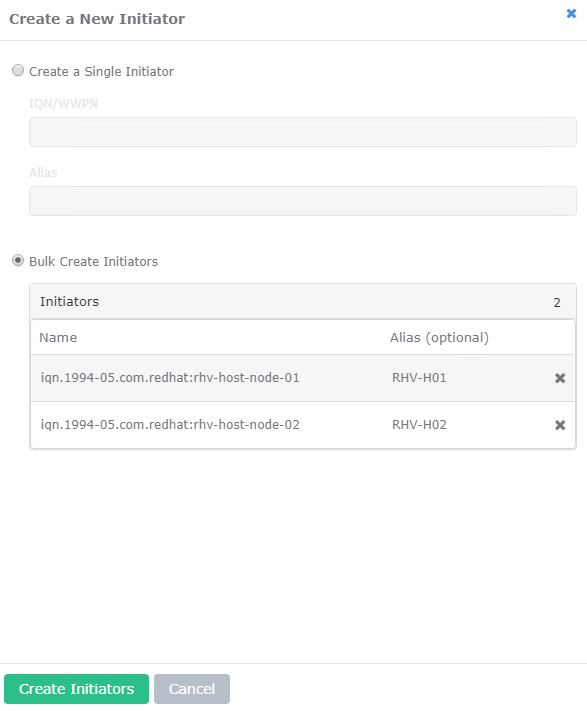 Create a New Initiator
Create a Single Initiator
IQN/WWPN
Alias
Bulk Create Initiators
Initiators 2
Name Alias (optional)
iqn.1994-05.com.redhat:rhv-host-node-01 RHV-H01
iqn.1994-05.com.redhat:rhv-host-node-02 RHV-H02
Create Initiators Cancel